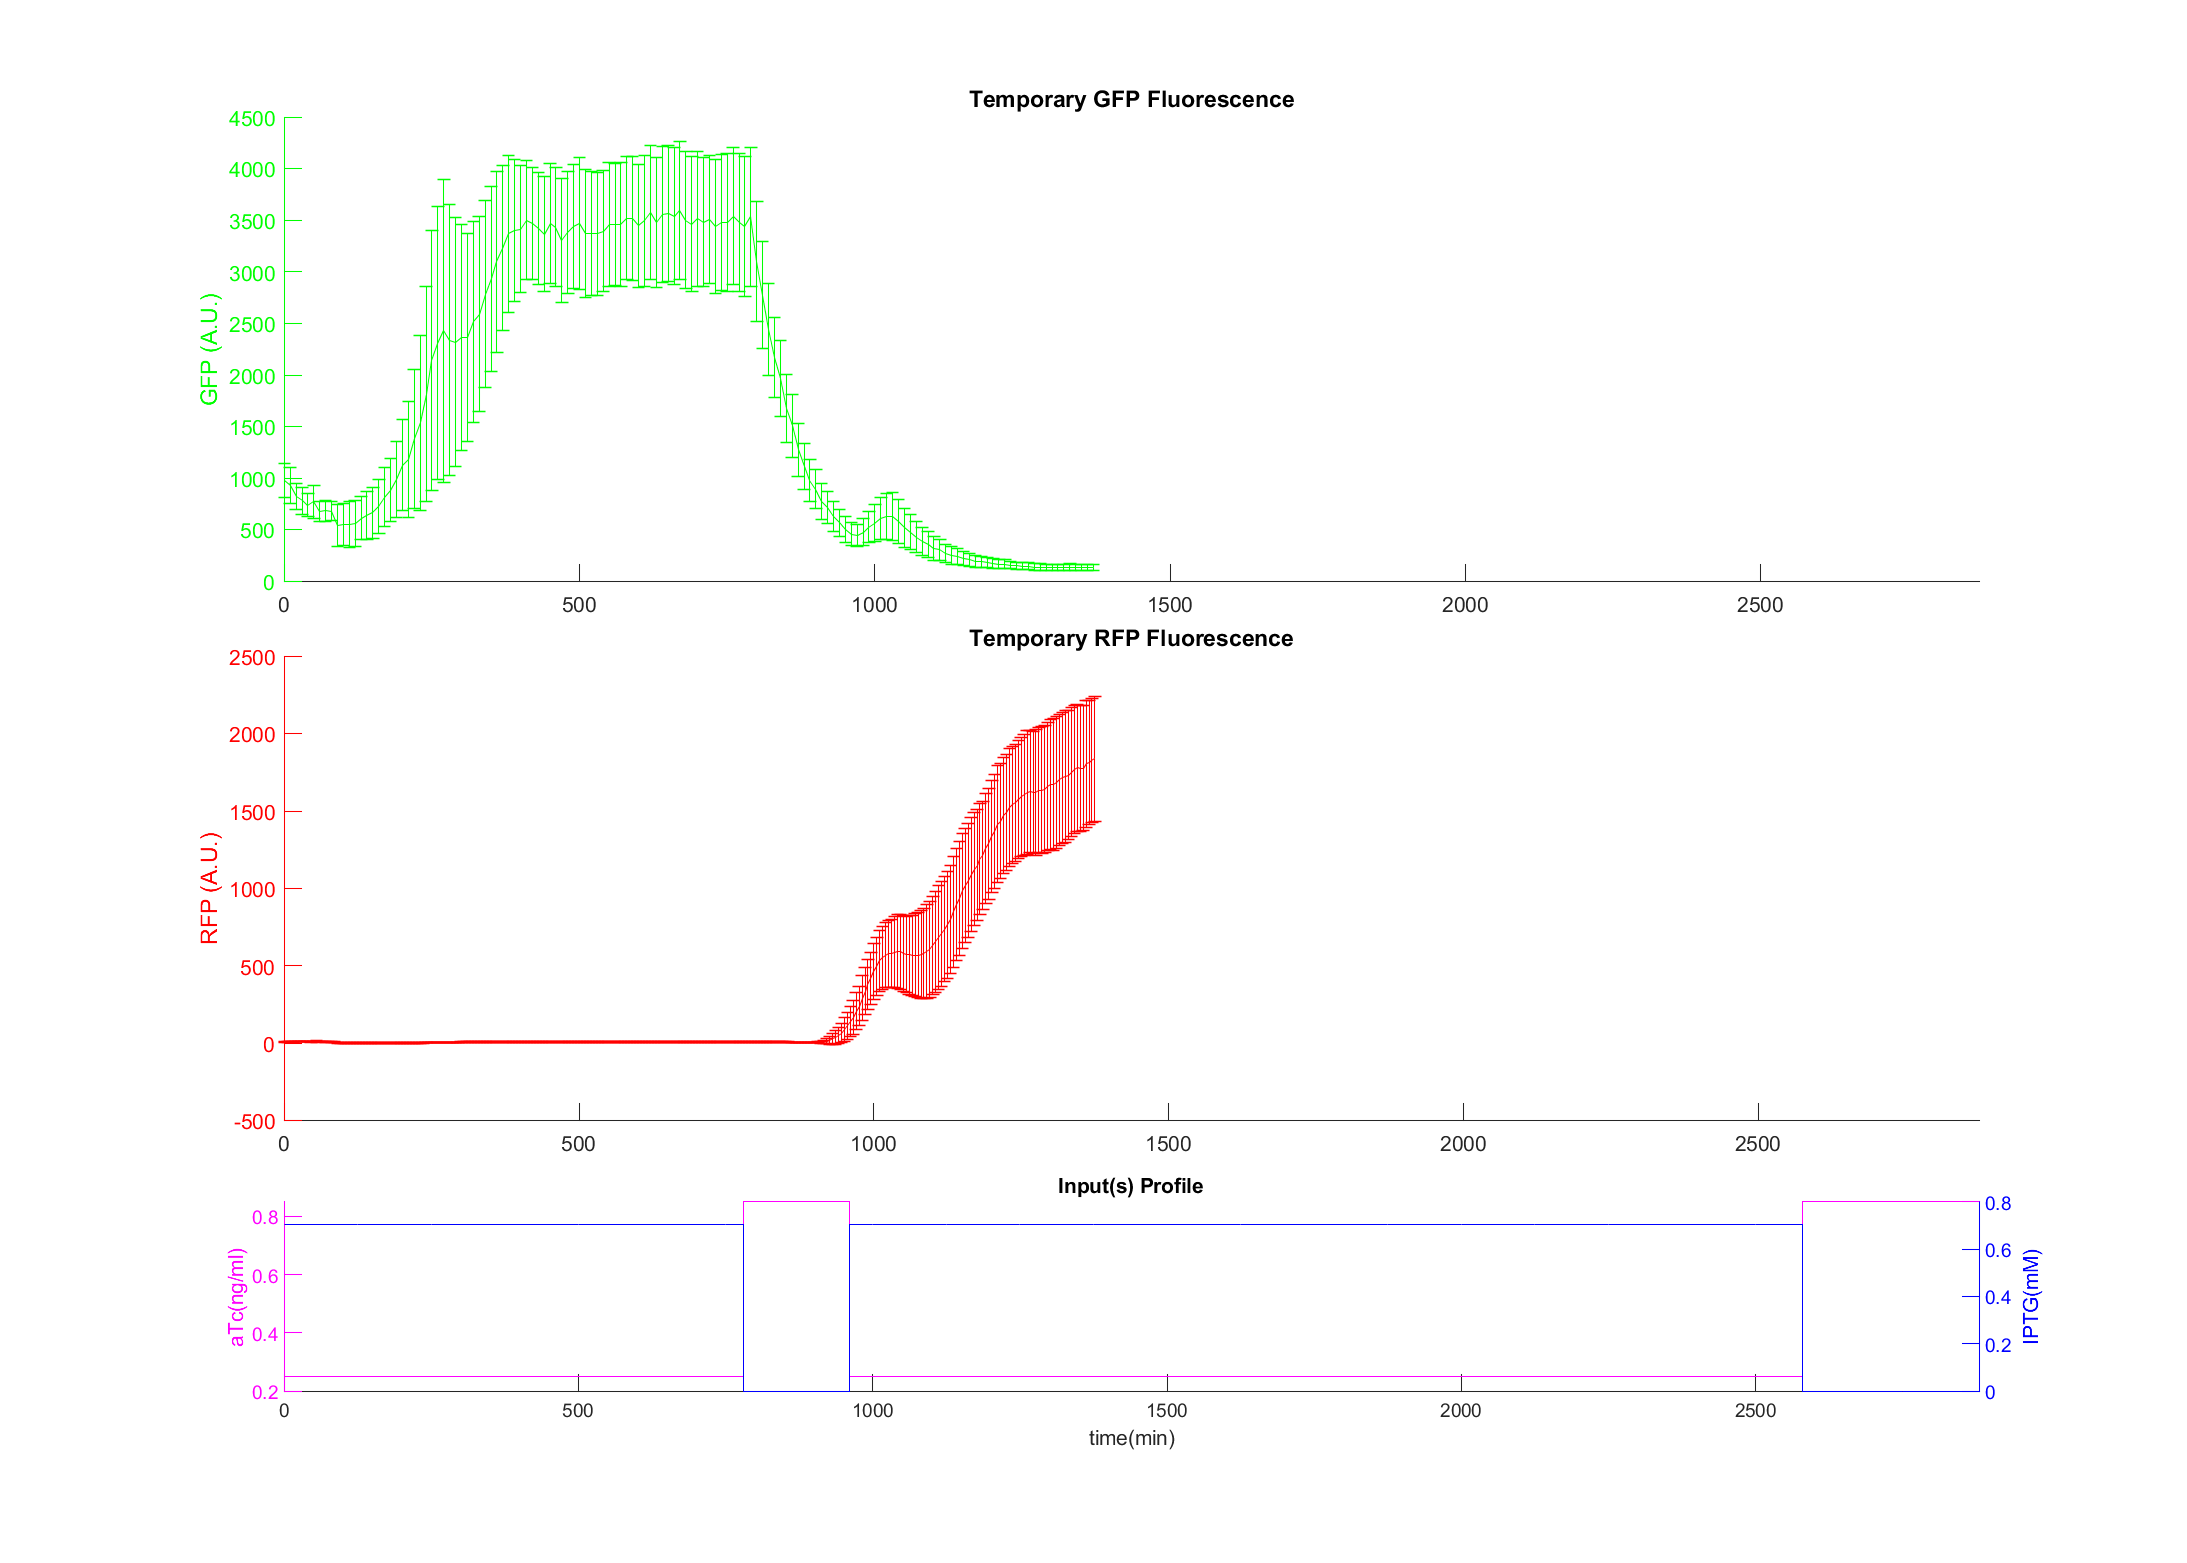 Temporary GFP Fluorescence
4500
4000
3500
3000
2500
2000
1500
1000
500
0
GFP (A.U.)
0 500 1000 1500 2000 2500
Temporary RFP Fluorescence
2500
2000
1500
1000
500
0
-500
RFP (A.U.)
0 500 1000 1500 2000 2500
Input(s) Profile
0.8
0.6
0.4
0.2
aTc(ng/ml)
0.8
0.6
0.4
0.2
0
IPTG(mM)
0 500 1000 1500 2000 2500
time(min)